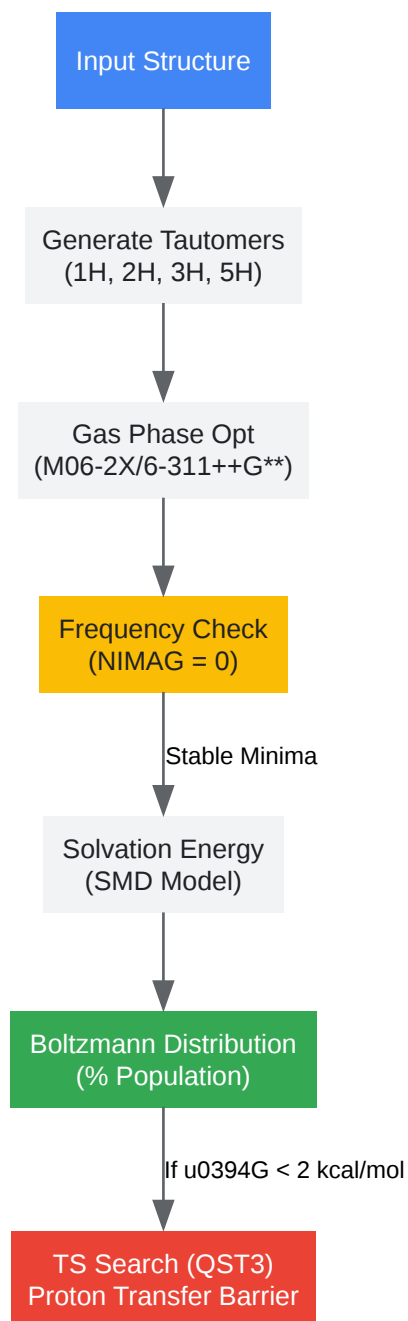 Input Structure
Generate Tautomers
(1H, 2H, 3H, 5H)
Gas Phase Opt
(M06-2X/6-311++G**)
Frequency Check
(NIMAG = 0)
Stable Minima
Solvation Energy
(SMD Model)
Boltzmann Distribution
(% Population)
If u0394G < 2 kcal/mol
TS Search (QST3)
Proton Transfer Barrier